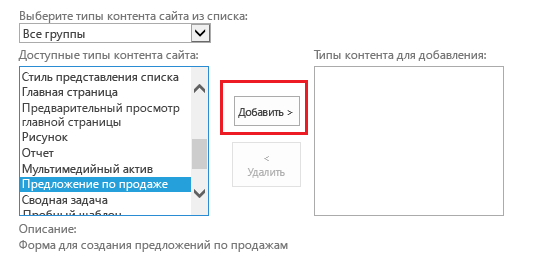 Выберите типы контента сайта из списка:
Все группы
Доступные типы контента сайта:
Типы контента для добавления:
Стиль представления списка
Главная страница
Предварительный просмотр
главной страницы
Рисунок
Отчет
Мультимедийный актив
Предложение по продаже
Сводная задача
Пробный шаблон
Добавить >
<
Удалить
Описание:
Форма для создания предложений по продажам